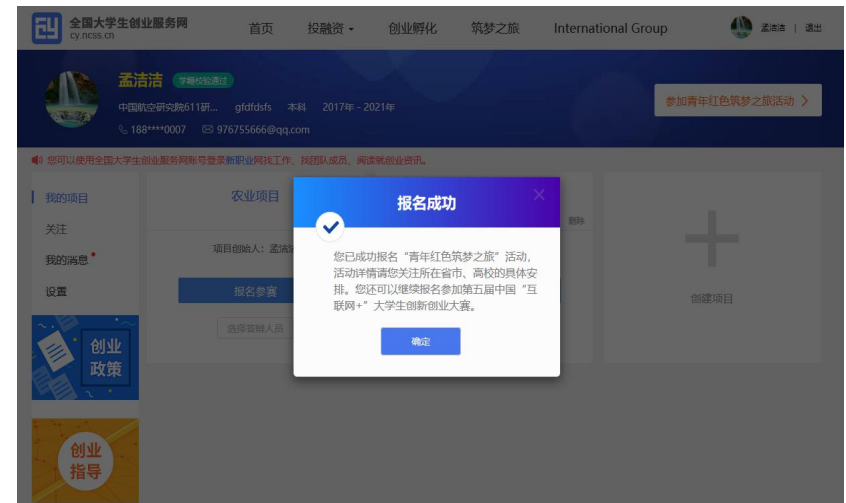 全国大学生创业服务网
cy.ncss.cn
首页 投融资 创业孵化 筑梦之旅 International Group 孟洁洁 | 退出
孟洁洁 学籍校验通过
中国航空研究院611研... gfdfdsfs 本科 2017年 - 2021年
188****0007 976755666@qq.com
参加青年红色筑梦之旅活动 >
您可以使用全国大学生创业服务网账号登录新职业网找工作、找团队成员、阅读就创业资讯。
我的项目
关注
我的消息
设置
创业
政策
创业
指导
农业项目
项目创始人：孟洁洁
报名参赛
选择答辩人员
删除
创建项目
报名成功
您已成功报名“青年红色筑梦之旅”活动，
活动详情请您关注所在省市、高校的具体安
排。您还可以继续报名参加第五届中国“互
联网+”大学生创新创业大赛。
确定